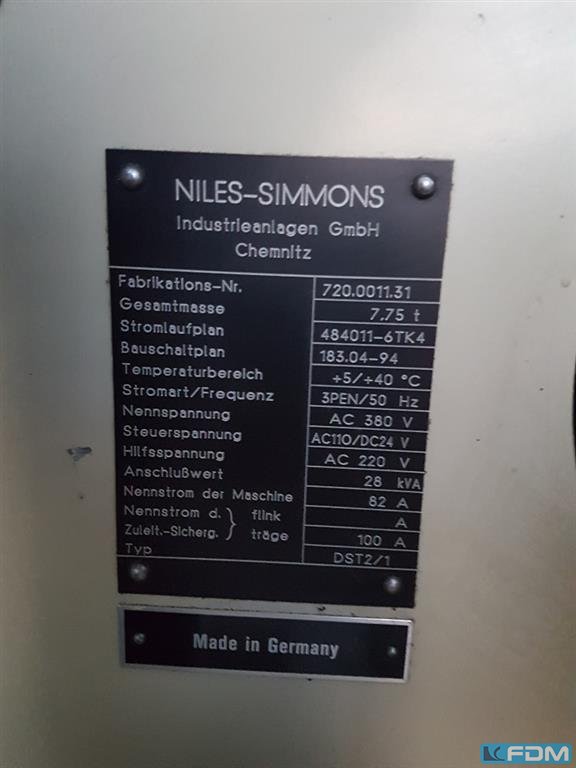 NILES-SIMMONS
Industrieanlagen GmbH
Chemnitz
Fabrikations-Nr. 720.0011.31
Gesamtmasse 7.75 t
Stromlaufplan 484011-6TK4
Bauschaltplan 183.04-94
Temperaturbereich +5/+40 °C
Stromart/Frequenz 3PEN/50 Hz
Nennspannung AC 380 V
Steuerspannung AC110/DC24 V
Hilfsspannung AC 220 V
Anschlußwert 28 kVA
Nennstrom der Maschine 82 A
Nennstrom d. } flink A
Zuleit.-Sicherg. } träge 100 A
Typ DST2/1
Made in Germany
KFDM